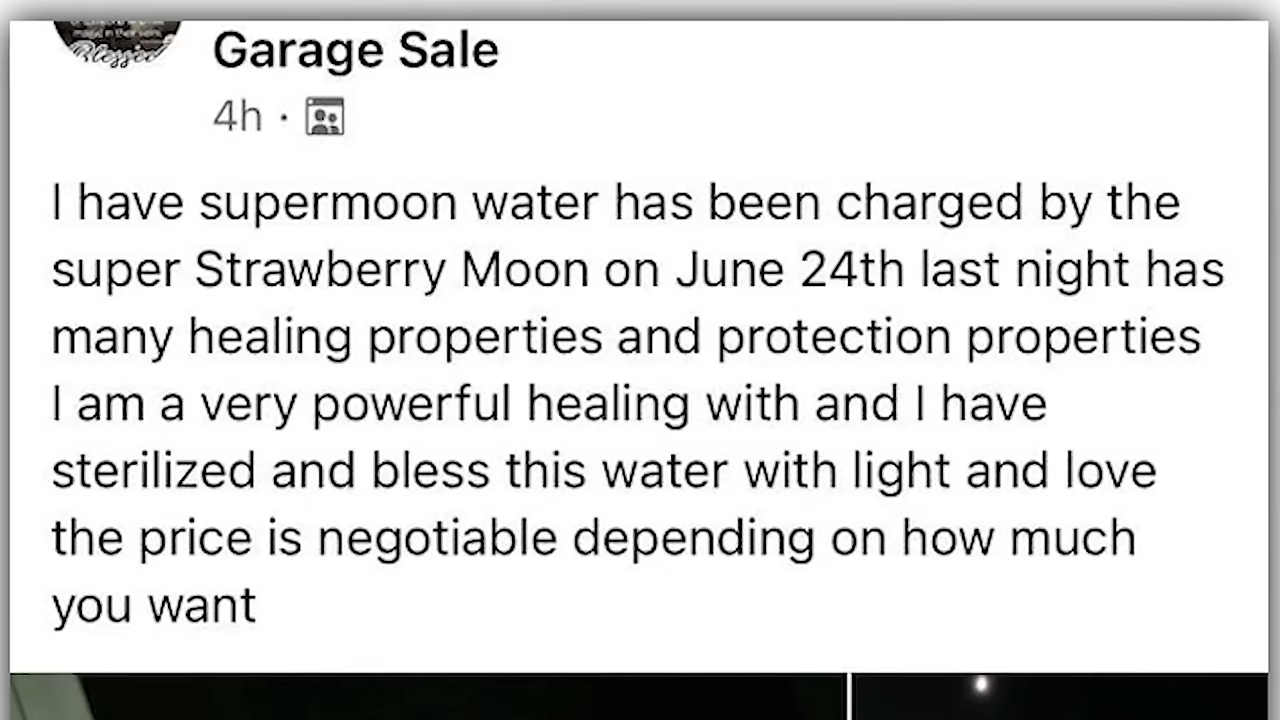 Blessed
Garage Sale
4h ·
I have supermoon water has been charged by the
super Strawberry Moon on June 24th last night has
many healing properties and protection properties
I am a very powerful healing with and I have
sterilized and bless this water with light and love
the price is negotiable depending on how much
you want